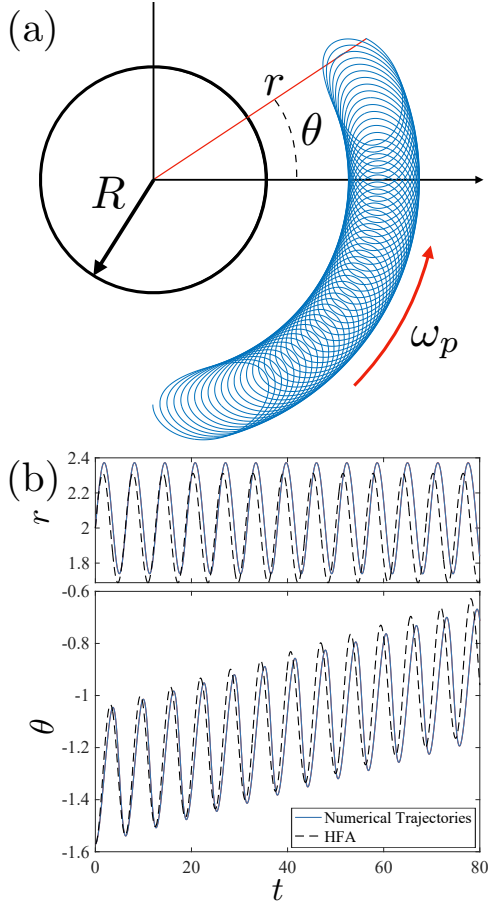 (a)
r
θ
R
ω_p
(b)
2.4
2.2
r
2
1.8
-0.6
-0.8
-1
θ
-1.2
-1.4
-1.6
Numerical Trajectories
HFA
0 20 40 60 80
t